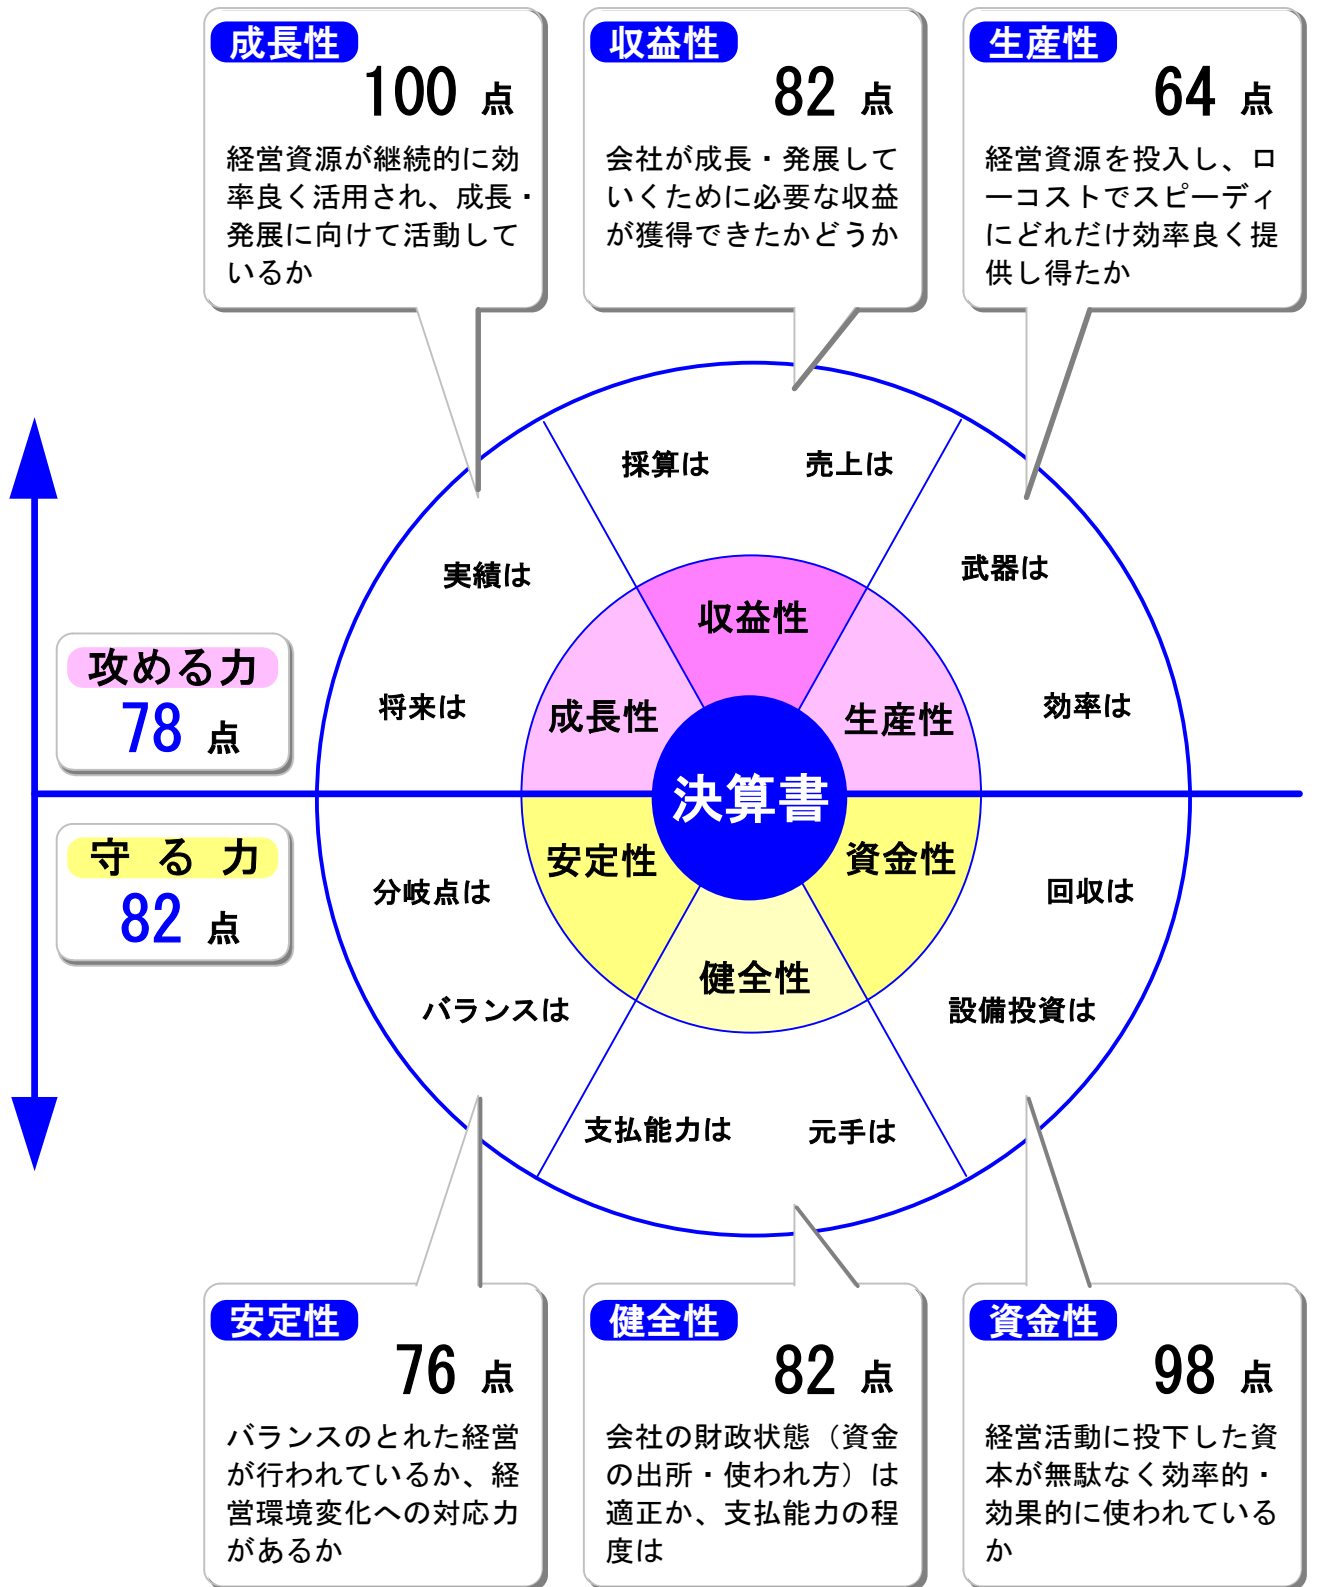 成長性
100 点
経営資源が継続的に効
率良く活用され、成長・
発展に向けて活動して
いるか
収益性
82 点
会社が成長・発展して
いくために必要な収益
が獲得できたかどうか
生産性
64 点
経営資源を投入し、ロ
ーコストでスピーディ
にどれだけ効率良く提
供し得たか
採算は
売上は
実績は
武器は
将来は
効率は
収益性
成長性
生産性
攻める力
78 点
決算書
守る力
82 点
安定性
資金性
健全性
分岐点は
回収は
バランスは
設備投資は
支払能力は
元手は
安定性
76 点
バランスのとれた経営
が行われているか、経
営環境変化への対応力
があるか
健全性
82 点
会社の財政状態（資金
の出所・使われ方）は
適正か、支払能力の程
度は
資金性
98 点
経営活動に投下した資
本が無駄なく効率的・
効果的に使われている
か